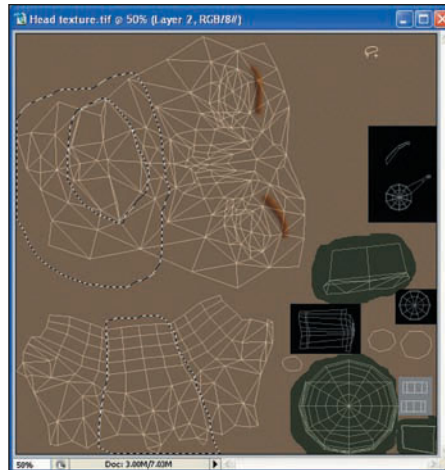 Head texture.tif @ 50% (Layer 2, RGB/8#)
50% Doc: 3.00M/7.03M